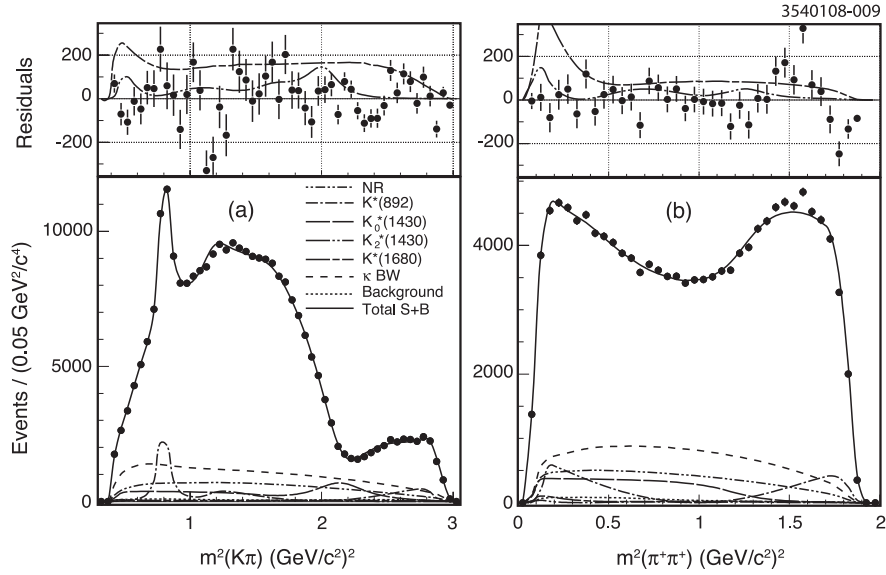 3540108-009
Residuals
200
0
-200
200
0
-200
Events / (0.05 GeV²/c⁴)
10000
5000
0
(a)
NR
K*(892)
K₀*(1430)
K₂*(1430)
K*(1680)
κ BW
Background
Total S+B
4000
2000
0
(b)
1
2
3
0
0.5
1
1.5
2
m²(Kπ) (GeV/c²)²
m²(π⁺π⁺) (GeV/c²)²